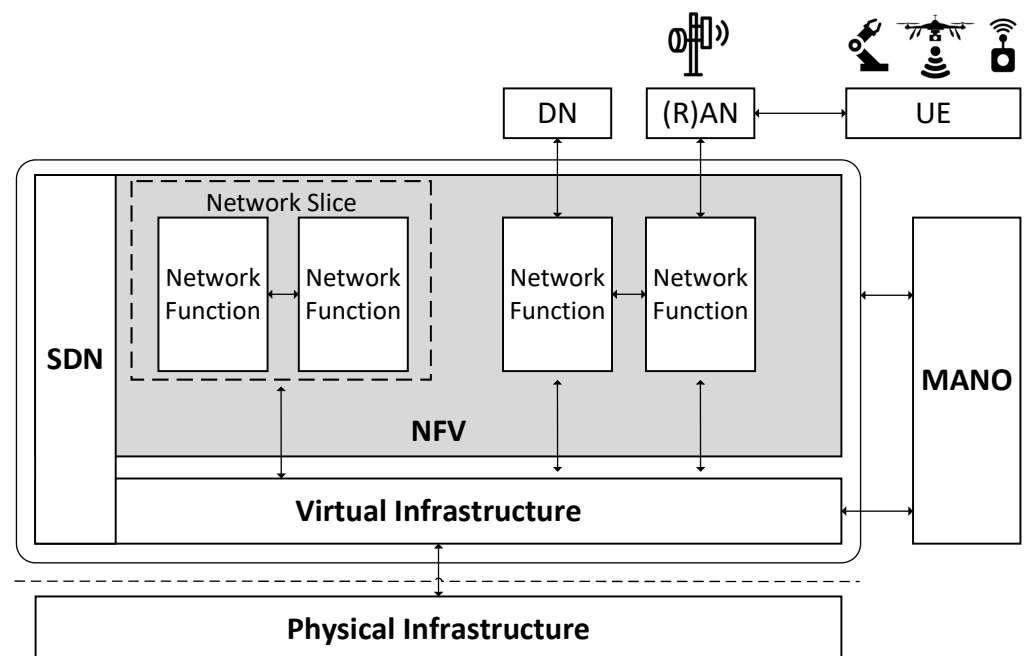 DN
(R)AN
UE
Network Slice
Network
Function
Network
Function
Network
Function
Network
Function
SDN
MANO
NFV
Virtual Infrastructure
Physical Infrastructure